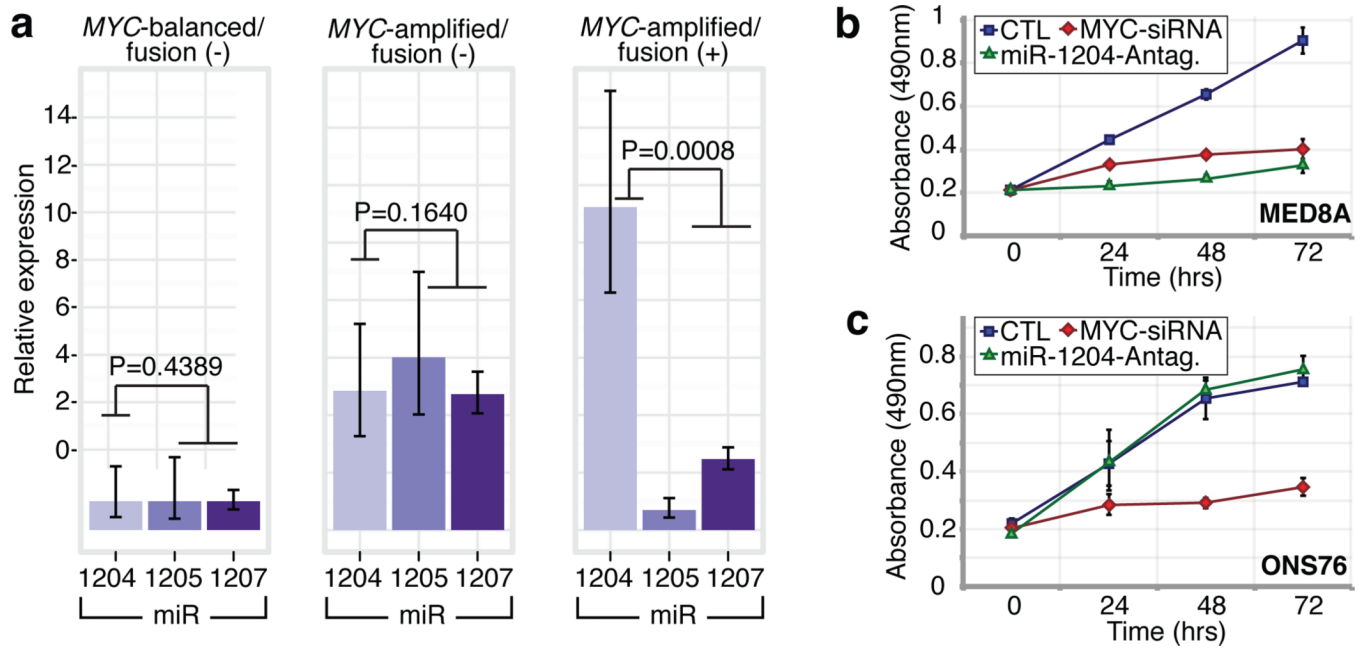 a
MYC-balanced/
fusion (-)
MYC-amplified/
fusion (-)
MYC-amplified/
fusion (+)
Relative expression
14-
12-
10-
8-
6-
4-
2-
0-
P=0.4389
P=0.1640
P=0.0008
1204 1205 1207
miR
1204 1205 1207
miR
1204 1205 1207
miR
b
Absorbance (490nm)
1
0.8
0.6
0.4
0.2
0
CTL MYC-siRNA
miR-1204-Antag.
MED8A
0 24 48 72
Time (hrs)
c
Absorbance (490nm)
0.8
0.6
0.4
0.2
0
CTL MYC-siRNA
miR-1204-Antag.
ONS76
0 24 48 72
Time (hrs)